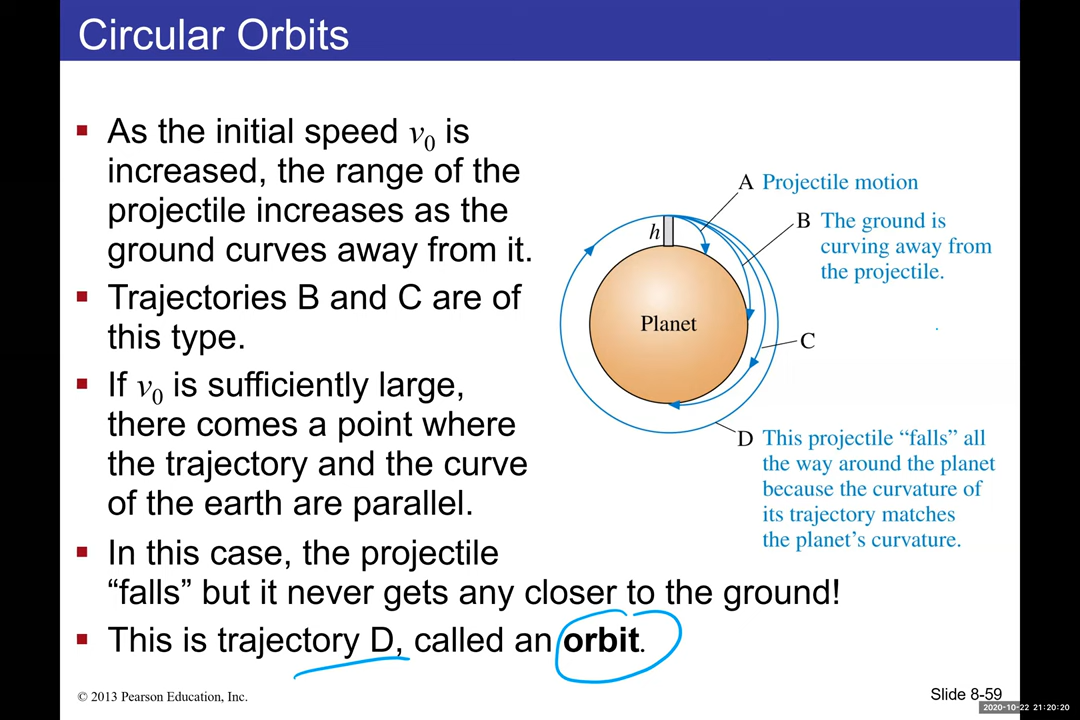 Circular Orbits
▪ As the initial speed v₀ is
increased, the range of the
projectile increases as the
ground curves away from it.
▪ Trajectories B and C are of
this type.
▪ If v₀ is sufficiently large,
there comes a point where
the trajectory and the curve
of the earth are parallel.
▪ In this case, the projectile
“falls” but it never gets any closer to the ground!
▪ This is trajectory D, called an orbit.
A Projectile motion
B The ground is
curving away from
the projectile.
h
Planet
C
D This projectile “falls” all
the way around the planet
because the curvature of
its trajectory matches
the planet’s curvature.
© 2013 Pearson Education, Inc.
Slide 8-59
2020-10-22 21:20:20